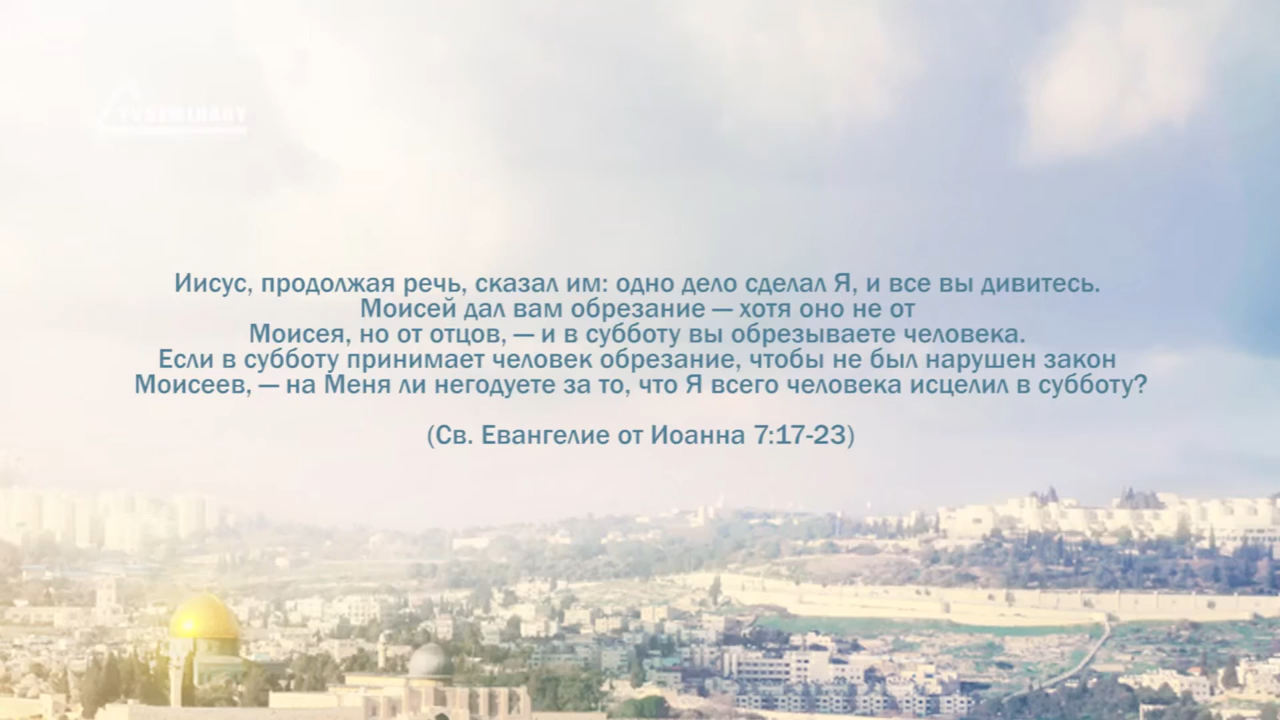 TVSEMINARY
Иисус, продолжая речь, сказал им: одно дело сделал Я, и все вы дивитесь.
Моисей дал вам обрезание — хотя оно не от
Моисея, но от отцов, — и в субботу вы обрезываете человека.
Если в субботу принимает человек обрезание, чтобы не был нарушен закон
Моисеев, — на Меня ли негодуете за то, что Я всего человека исцелил в субботу?
(Св. Евангелие от Иоанна 7:17-23)